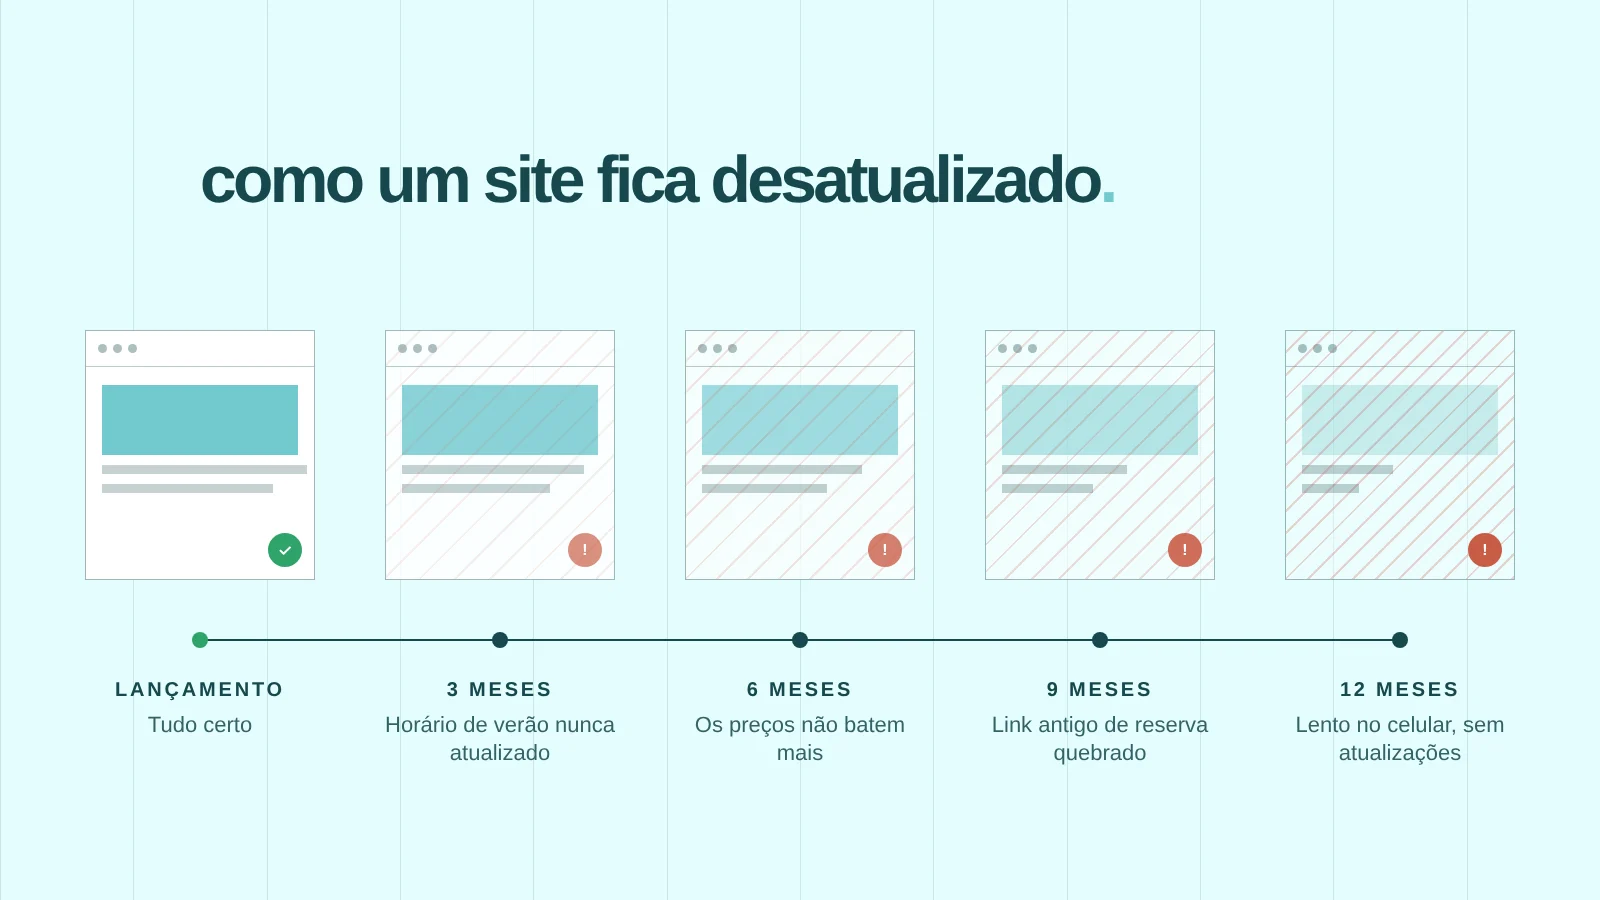 como um site fica desatualizado.
!
!
!
!
LANÇAMENTO
Tudo certo
3 MESES
Horário de verão nunca
atualizado
6 MESES
Os preços não batem
mais
9 MESES
Link antigo de reserva
quebrado
12 MESES
Lento no celular, sem
atualizações